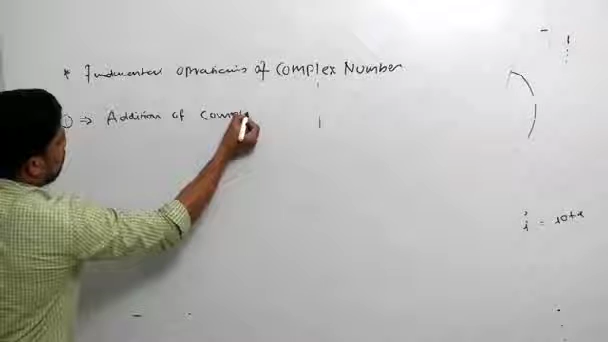 * Fundamental operations of Complex Number
① ⇒ Addition of Comple
i =